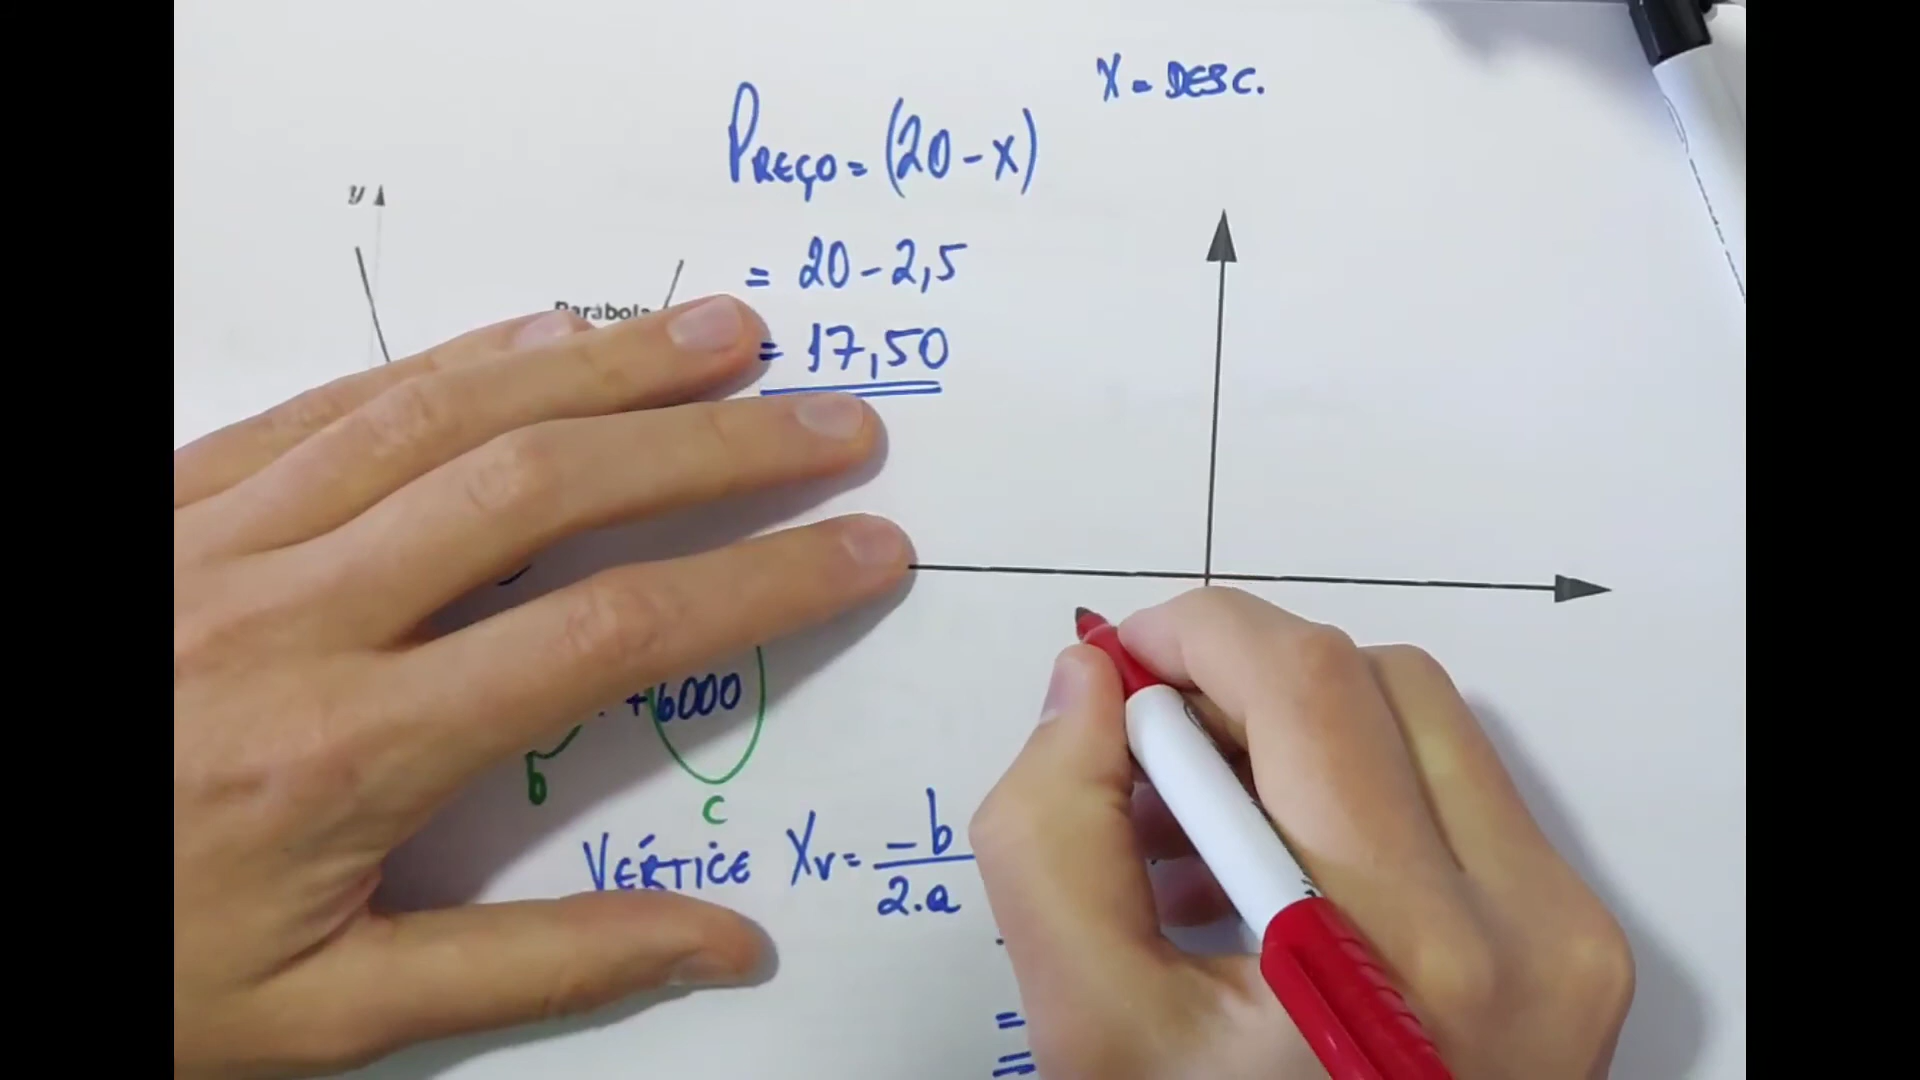 X = DESC.
PREÇO = (20 - x)
= 20 - 2,5
= 17,50
y
Parábola
+6000
b
c
VÉRTICE Xv = -b
2.a
=
=